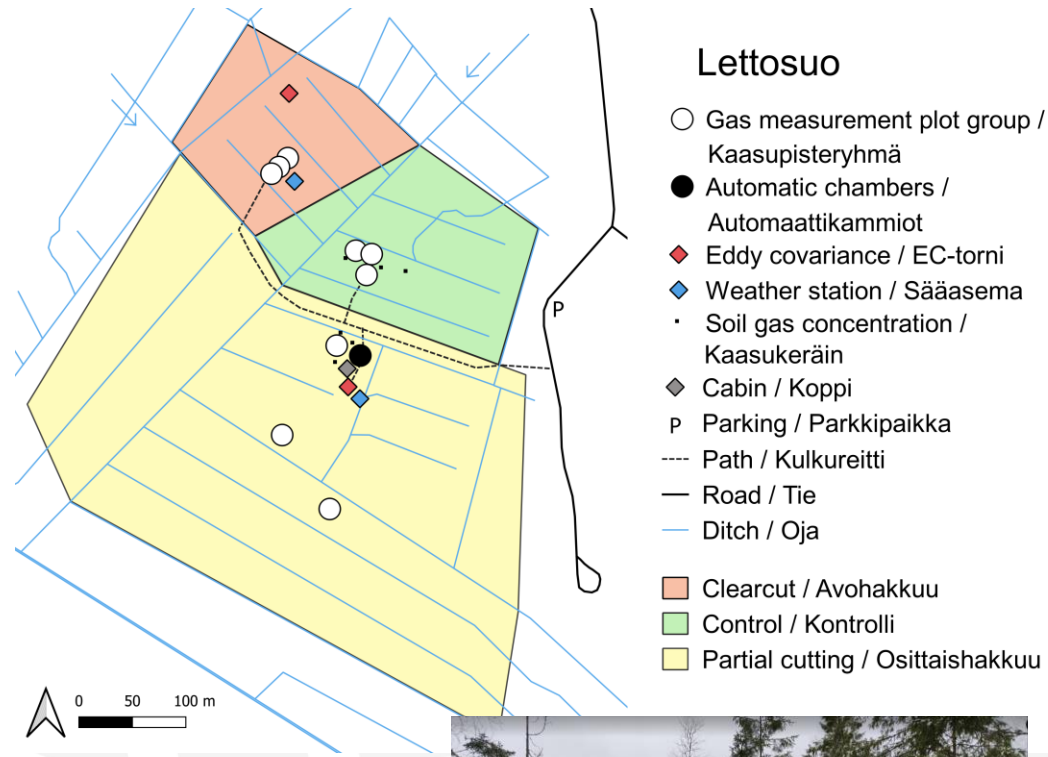 Lettosuo
Gas measurement plot group /
Kaasupisteryhmä
Automatic chambers /
Automaattikammiot
Eddy covariance / EC-torni
Weather station / Sääasema
Soil gas concentration /
Kaasukeräin
Cabin / Koppi
P Parking / Parkkipaikka
Path / Kulkureitti
Road / Tie
Ditch / Oja
Clearcut / Avohakkuu
Control / Kontrolli
Partial cutting / Osittaishakkuu
P
0 50 100 m